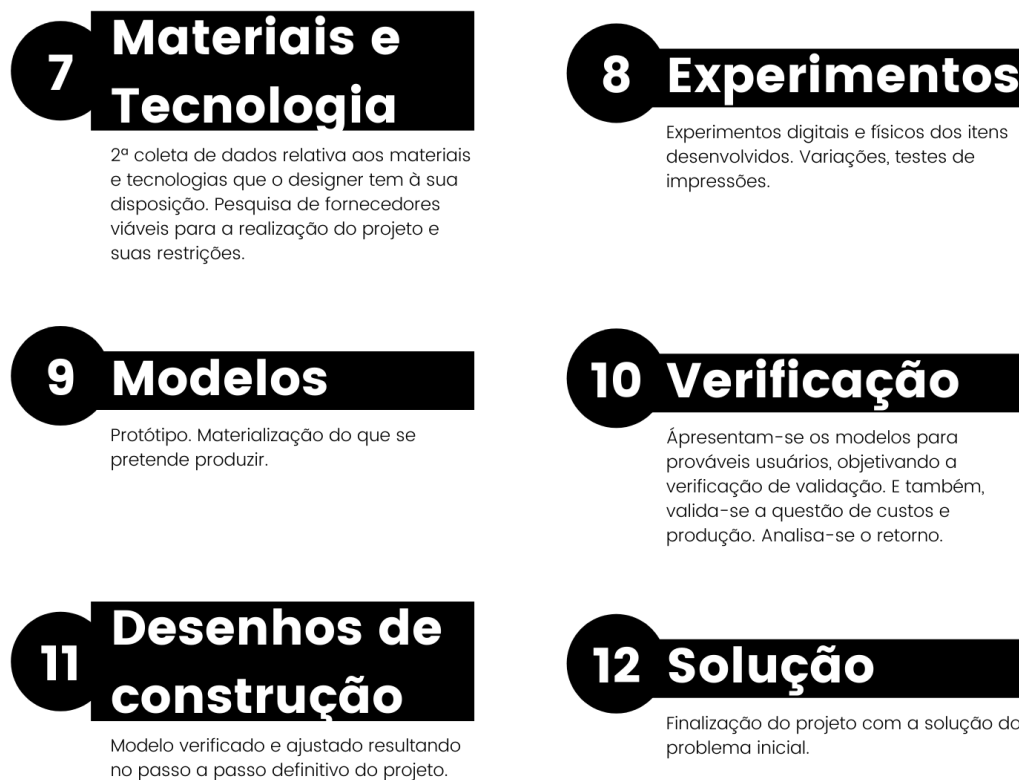 7
Materiais e
Tecnologia
2ª coleta de dados relativa aos materiais
e tecnologias que o designer tem à sua
disposição. Pesquisa de fornecedores
viáveis para a realização do projeto e
suas restrições.
8
Experimentos
Experimentos digitais e físicos dos itens
desenvolvidos. Variações, testes de
impressões.
9
Modelos
Protótipo. Materialização do que se
pretende produzir.
10
Verificação
Ápresentam-se os modelos para
prováveis usuários, objetivando a
verificação de validação. E também,
valida-se a questão de custos e
produção. Analisa-se o retorno.
11
Desenhos de
construção
Modelo verificado e ajustado resultando
no passo a passo definitivo do projeto.
12
Solução
Finalização do projeto com a solução do
problema inicial.